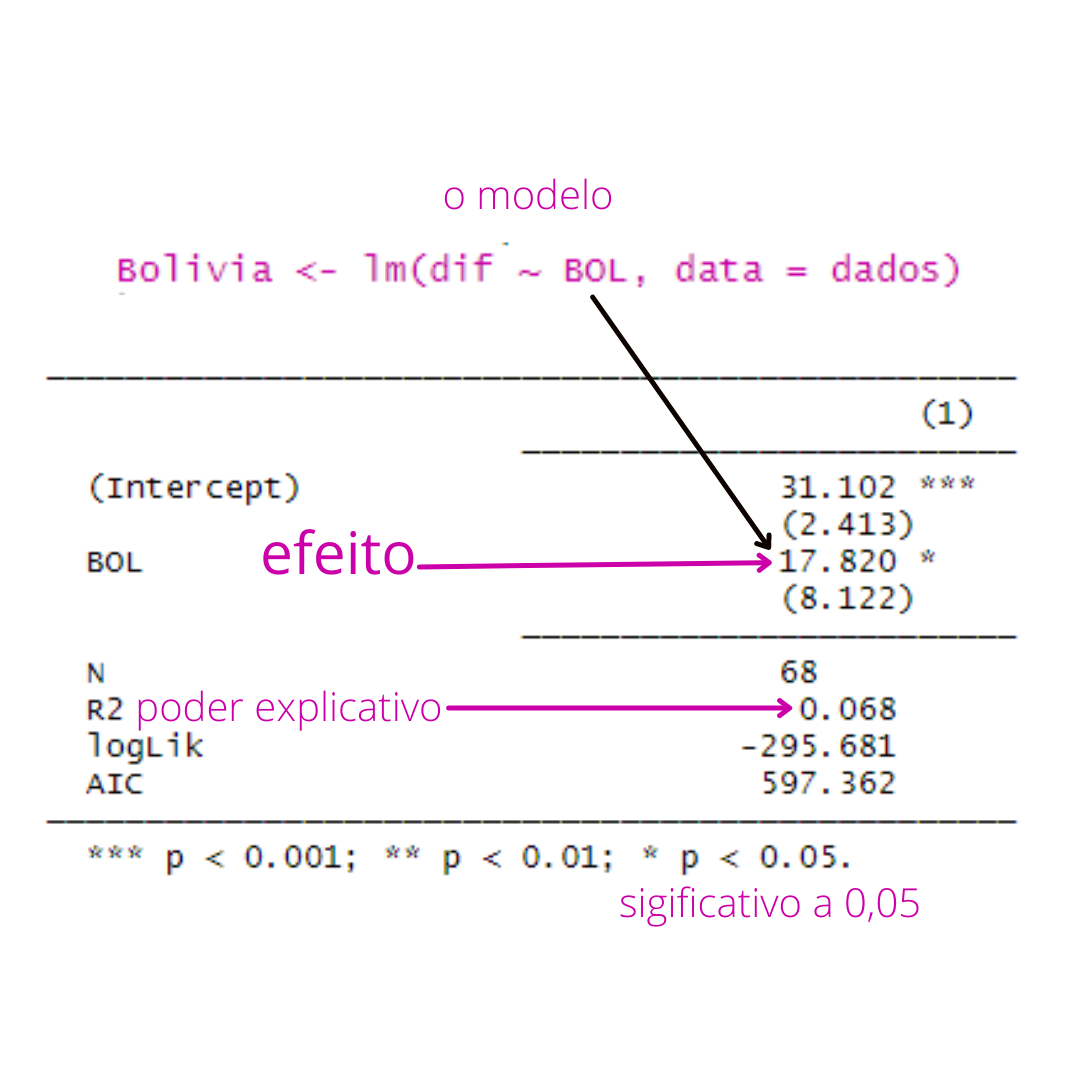 o modelo
Bolivia <- lm(dif ~ BOL, data = dados)
(1)
(Intercept) 31.102 ***
(2.413)
BOL efeito 17.820 *
(8.122)
N 68
R2 poder explicativo 0.068
logLik -295.681
AIC 597.362
*** p < 0.001; ** p < 0.01; * p < 0.05.
sigificativo a 0,05